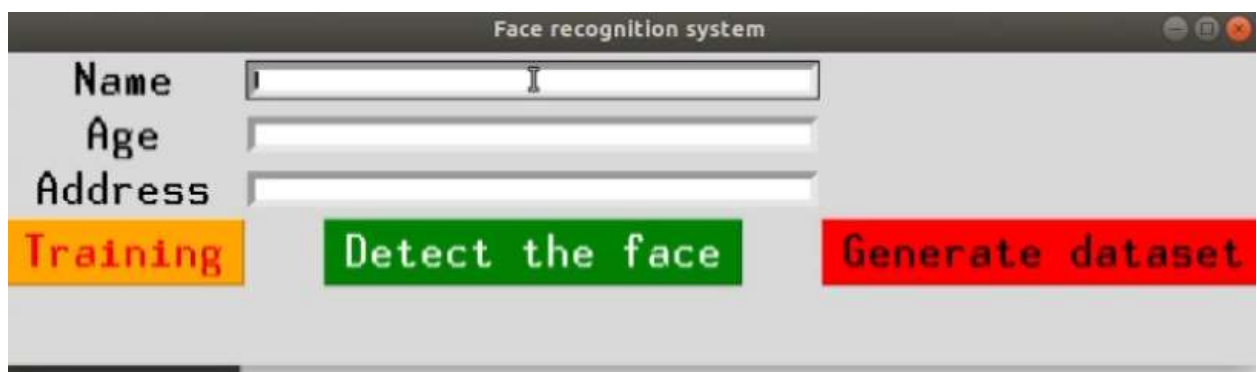 Face recognition system
Name
Age
Address
Training Detect the face Generate dataset